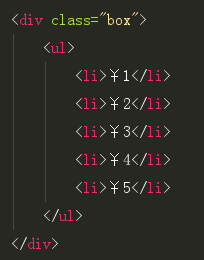 <div class="box">
    <ul>
        <li>¥1</li>
        <li>¥2</li>
        <li>¥3</li>
        <li>¥4</li>
        <li>¥5</li>
    </ul>
</div>